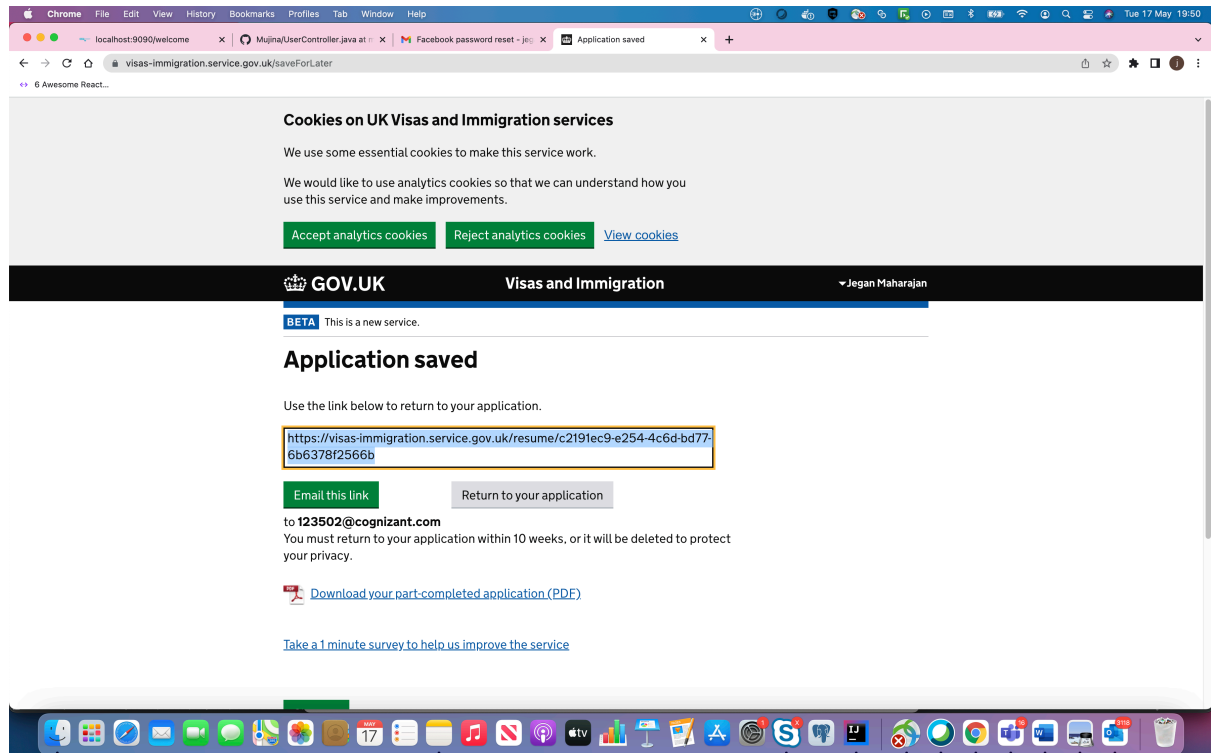 Chrome File Edit View History Bookmarks Profiles Tab Window Help Tue 17 May 19:50
localhost:9090/welcome Mujina/UserController.java at Facebook password reset - jeg Application saved
visas-immigration.service.gov.uk/saveForLater
6 Awesome React...
Cookies on UK Visas and Immigration services
We use some essential cookies to make this service work.
We would like to use analytics cookies so that we can understand how you
use this service and make improvements.
Accept analytics cookies Reject analytics cookies View cookies
GOV.UK Visas and Immigration Jegan Maharajan
BETA This is a new service.
Application saved
Use the link below to return to your application.
https://visas-immigration.service.gov.uk/resume/c2191ec9-e254-4c6d-bd77-
6b6378f2566b
Email this link Return to your application
to 123502@cognizant.com
You must return to your application within 10 weeks, or it will be deleted to protect
your privacy.
Download your part-completed application (PDF)
Take a 1 minute survey to help us improve the service
MAY
17
tv
3118